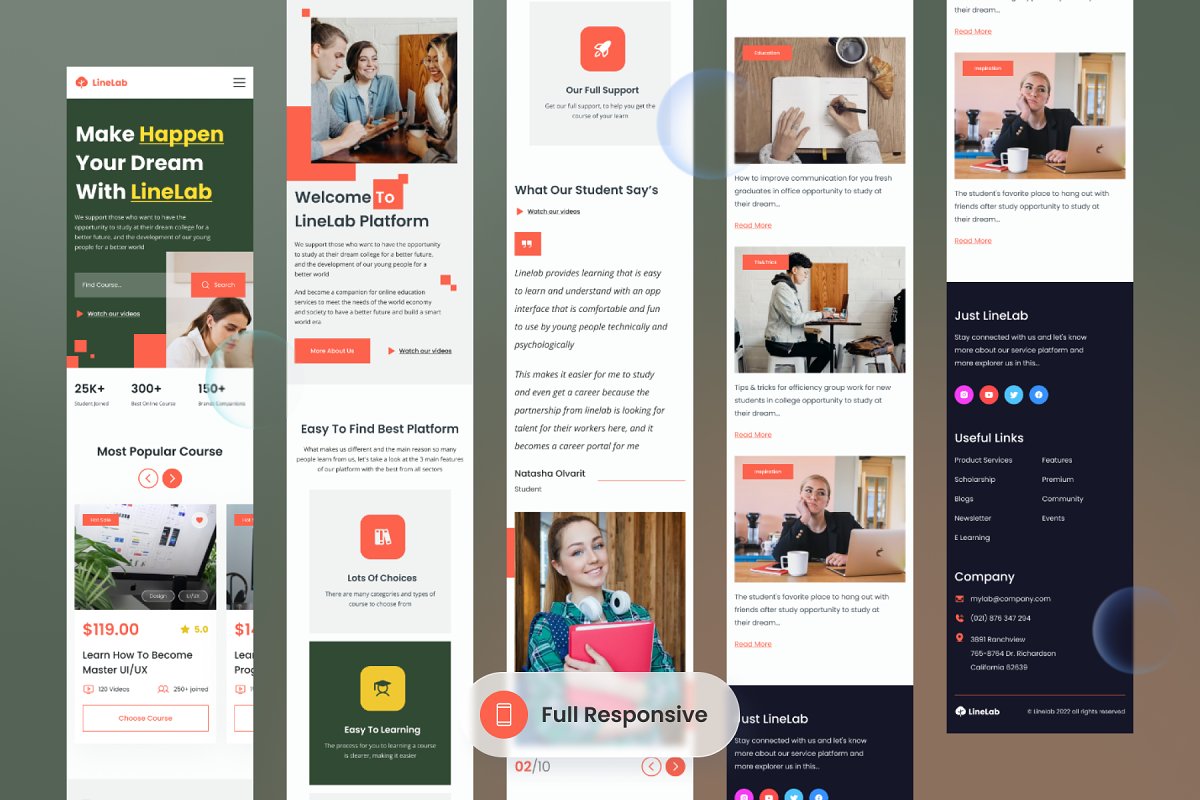 LineLab
Make Happen
Your Dream
With LineLab
We support those who want to have the
opportunity to study at their dream college for a
better future, and the development of our young
people for a better world
Find Course...
Search
Watch our videos
25K+
300+
150+
Student Joined
Best Online Course
Brands Companions
Most Popular Course
Hot Sale
Design
UI/UX
$119.00
5.0
Learn How To Become
Master UI/UX
120 Videos
250+ joined
Choose Course
Welcome To
LineLab Platform
We support those who want to have the opportunity
to study at their dream college for a better future,
and the development of our young people for a
better world
And become a companion for online education
services to meet the needs of the world economy
and society to have a better future and build a smart
world era
More About Us
Watch our videos
Easy To Find Best Platform
What makes us different and the main reason so many
people learn from us, let's take a look at the 3 main features
of our platform with the best from all sectors
Lots Of Choices
There are many categories and types of
course to choose from
Easy To Learning
The process for you to learning a course
is clearer, making it easier
Our Full Support
Get our full support, to help you get the
course of your learn
What Our Student Say's
Watch our videos
Linelab provides learning that is easy
to learn and understand with an app
interface that is comfortable and fun
to use by young people technically and
psychologically
This makes it easier for me to study
and even get a career because the
partnership from linelab is looking for
talent for their workers here, and it
becomes a career portal for me
Natasha Olvarit
Student
Full Responsive
02/10
Education
How to improve communication for you fresh
graduates in office opportunity to study at
their dream...
Read More
Tis&Trics
Tips & tricks for efficiency group work for new
students in college opportunity to study at
their dream...
Read More
Inspiration
The student's favorite place to hang out with
friends after study opportunity to study at
their dream...
Read More
Just LineLab
Stay connected with us and let's know
more about our service platform and
more explorer us in this...
their dream...
Read More
Inspiration
The student's favorite place to hang out with
friends after study opportunity to study at
their dream...
Read More
Just LineLab
Stay connected with us and let's know
more about our service platform and
more explorer us in this...
Useful Links
Product Services
Features
Scholarship
Premium
Blogs
Community
Newsletter
Events
E Learning
Company
mylab@company.com
(021) 876 347 294
3891 Ranchview
765-8764 Dr. Richardson
California 62639
LineLab
© Linelab 2022 all rights reserved